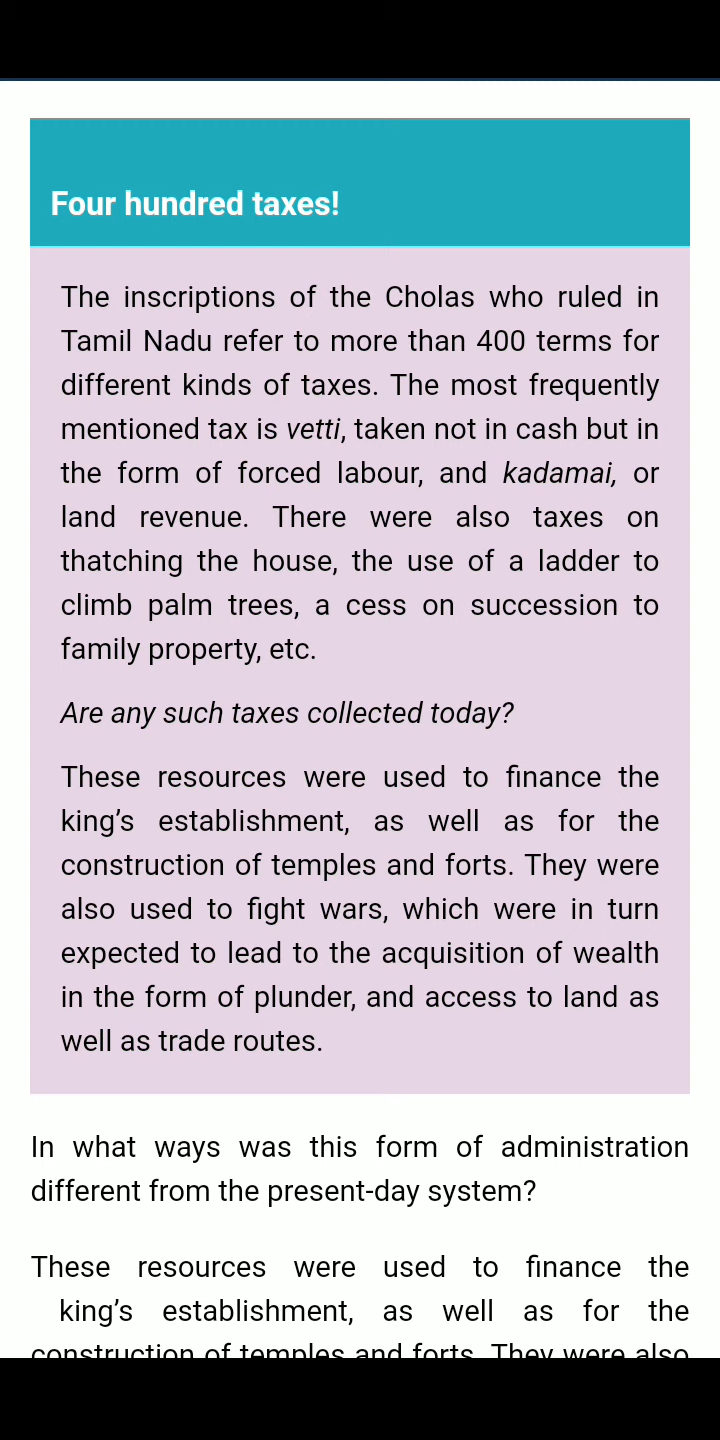 Four hundred taxes!
The inscriptions of the Cholas who ruled in
Tamil Nadu refer to more than 400 terms for
different kinds of taxes. The most frequently
mentioned tax is vetti, taken not in cash but in
the form of forced labour, and kadamai, or
land revenue. There were also taxes on
thatching the house, the use of a ladder to
climb palm trees, a cess on succession to
family property, etc.
Are any such taxes collected today?
These resources were used to finance the
king’s establishment, as well as for the
construction of temples and forts. They were
also used to fight wars, which were in turn
expected to lead to the acquisition of wealth
in the form of plunder, and access to land as
well as trade routes.
In what ways was this form of administration
different from the present-day system?
These resources were used to finance the
king’s establishment, as well as for the
construction of temples and forts. They were also